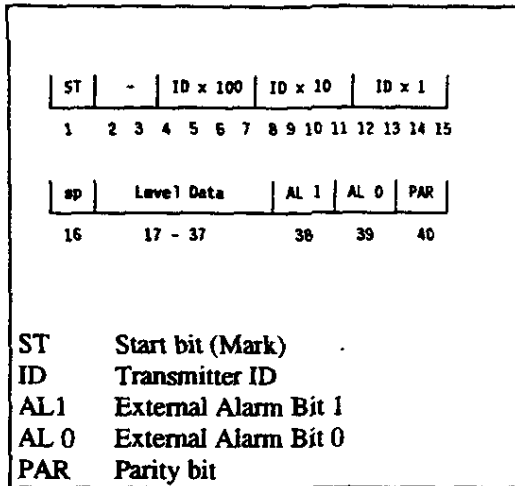 ST - ID x 100 ID x 10 ID x 1
1 2 3 4 5 6 7 8 9 10 11 12 13 14 15
sp Level Data AL 1 AL 0 PAR
16 17 - 37 38 39 40
ST Start bit (Mark)
ID Transmitter ID
AL1 External Alarm Bit 1
AL 0 External Alarm Bit 0
PAR Parity bit